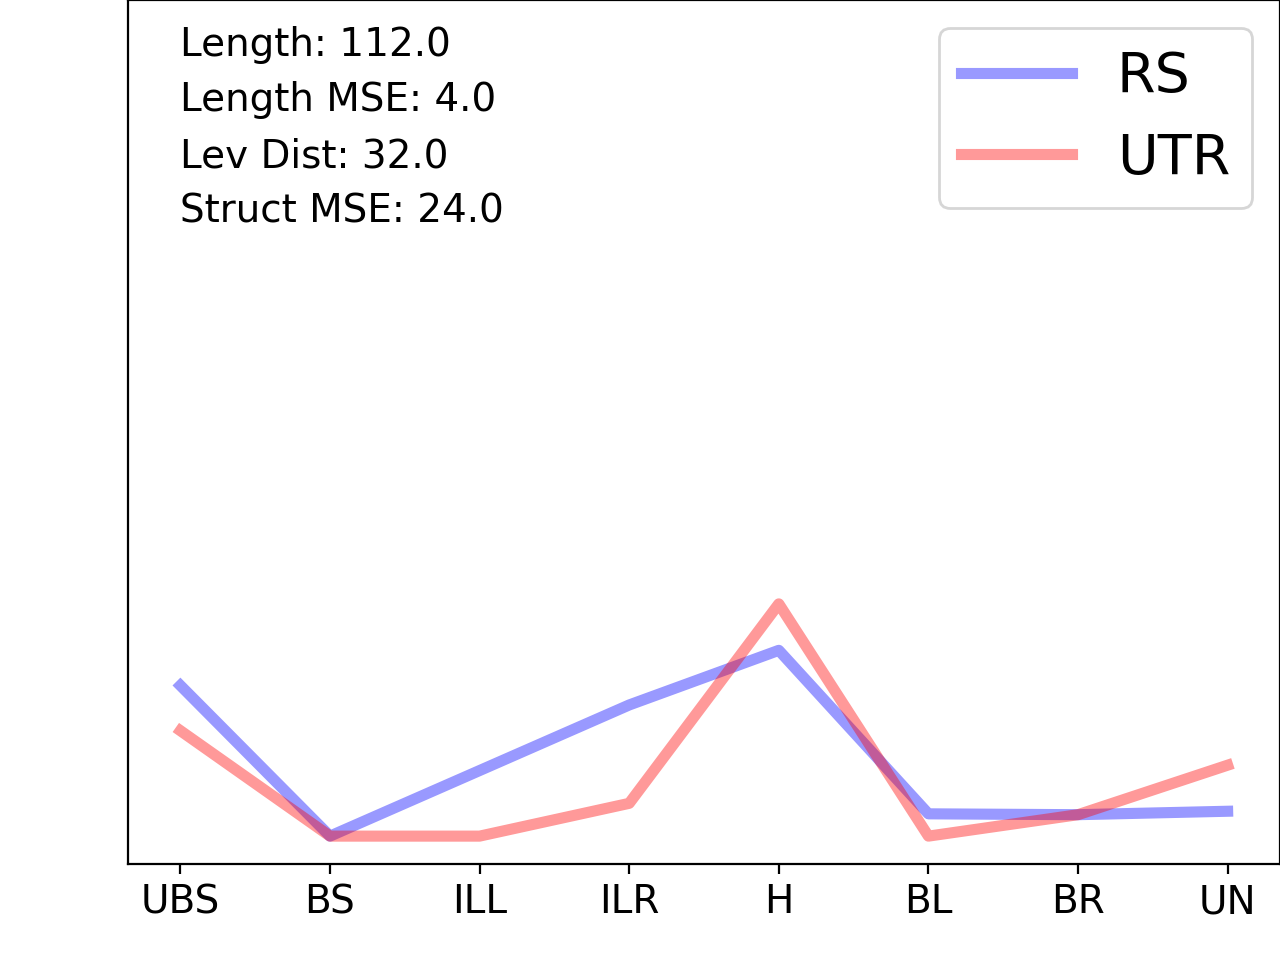 Length: 112.0
Length MSE: 4.0
Lev Dist: 32.0
Struct MSE: 24.0
RS
UTR
UBS BS ILL ILR H BL BR UN